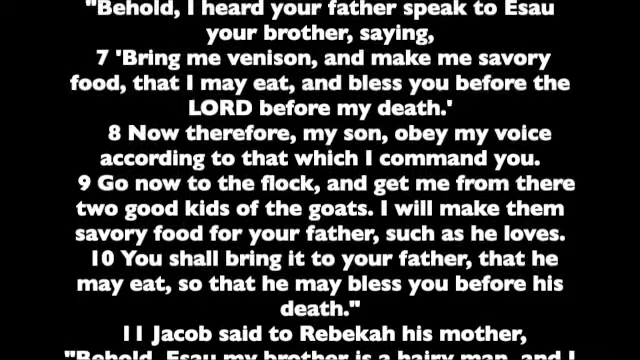 "Behold, I heard your father speak to Esau
your brother, saying,
7 'Bring me venison, and make me savory
food, that I may eat, and bless you before the
LORD before my death.'
8 Now therefore, my son, obey my voice
according to that which I command you.
9 Go now to the flock, and get me from there
two good kids of the goats. I will make them
savory food for your father, such as he loves.
10 You shall bring it to your father, that he
may eat, so that he may bless you before his
death."
11 Jacob said to Rebekah his mother,
"Behold, Esau my brother is a hairy man, and I